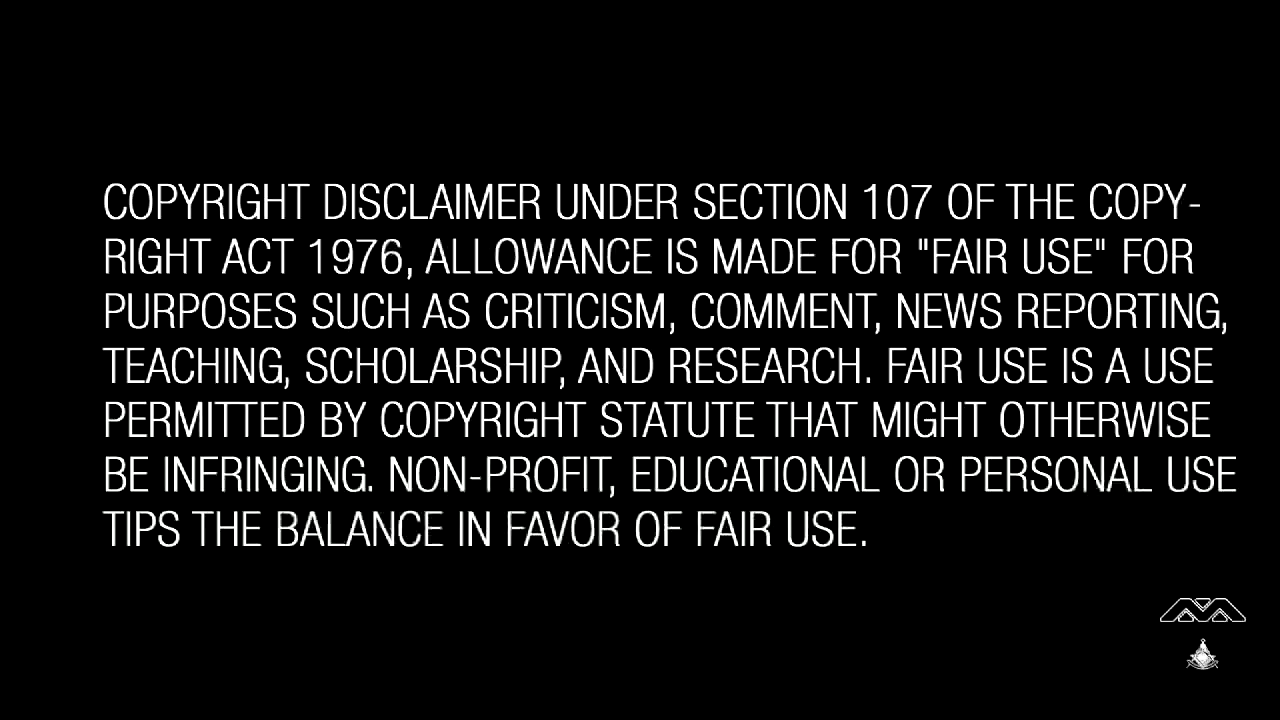 COPYRIGHT DISCLAIMER UNDER SECTION 107 OF THE COPY-
RIGHT ACT 1976, ALLOWANCE IS MADE FOR "FAIR USE" FOR
PURPOSES SUCH AS CRITICISM, COMMENT, NEWS REPORTING,
TEACHING, SCHOLARSHIP, AND RESEARCH. FAIR USE IS A USE
PERMITTED BY COPYRIGHT STATUTE THAT MIGHT OTHERWISE
BE INFRINGING. NON-PROFIT, EDUCATIONAL OR PERSONAL USE
TIPS THE BALANCE IN FAVOR OF FAIR USE.